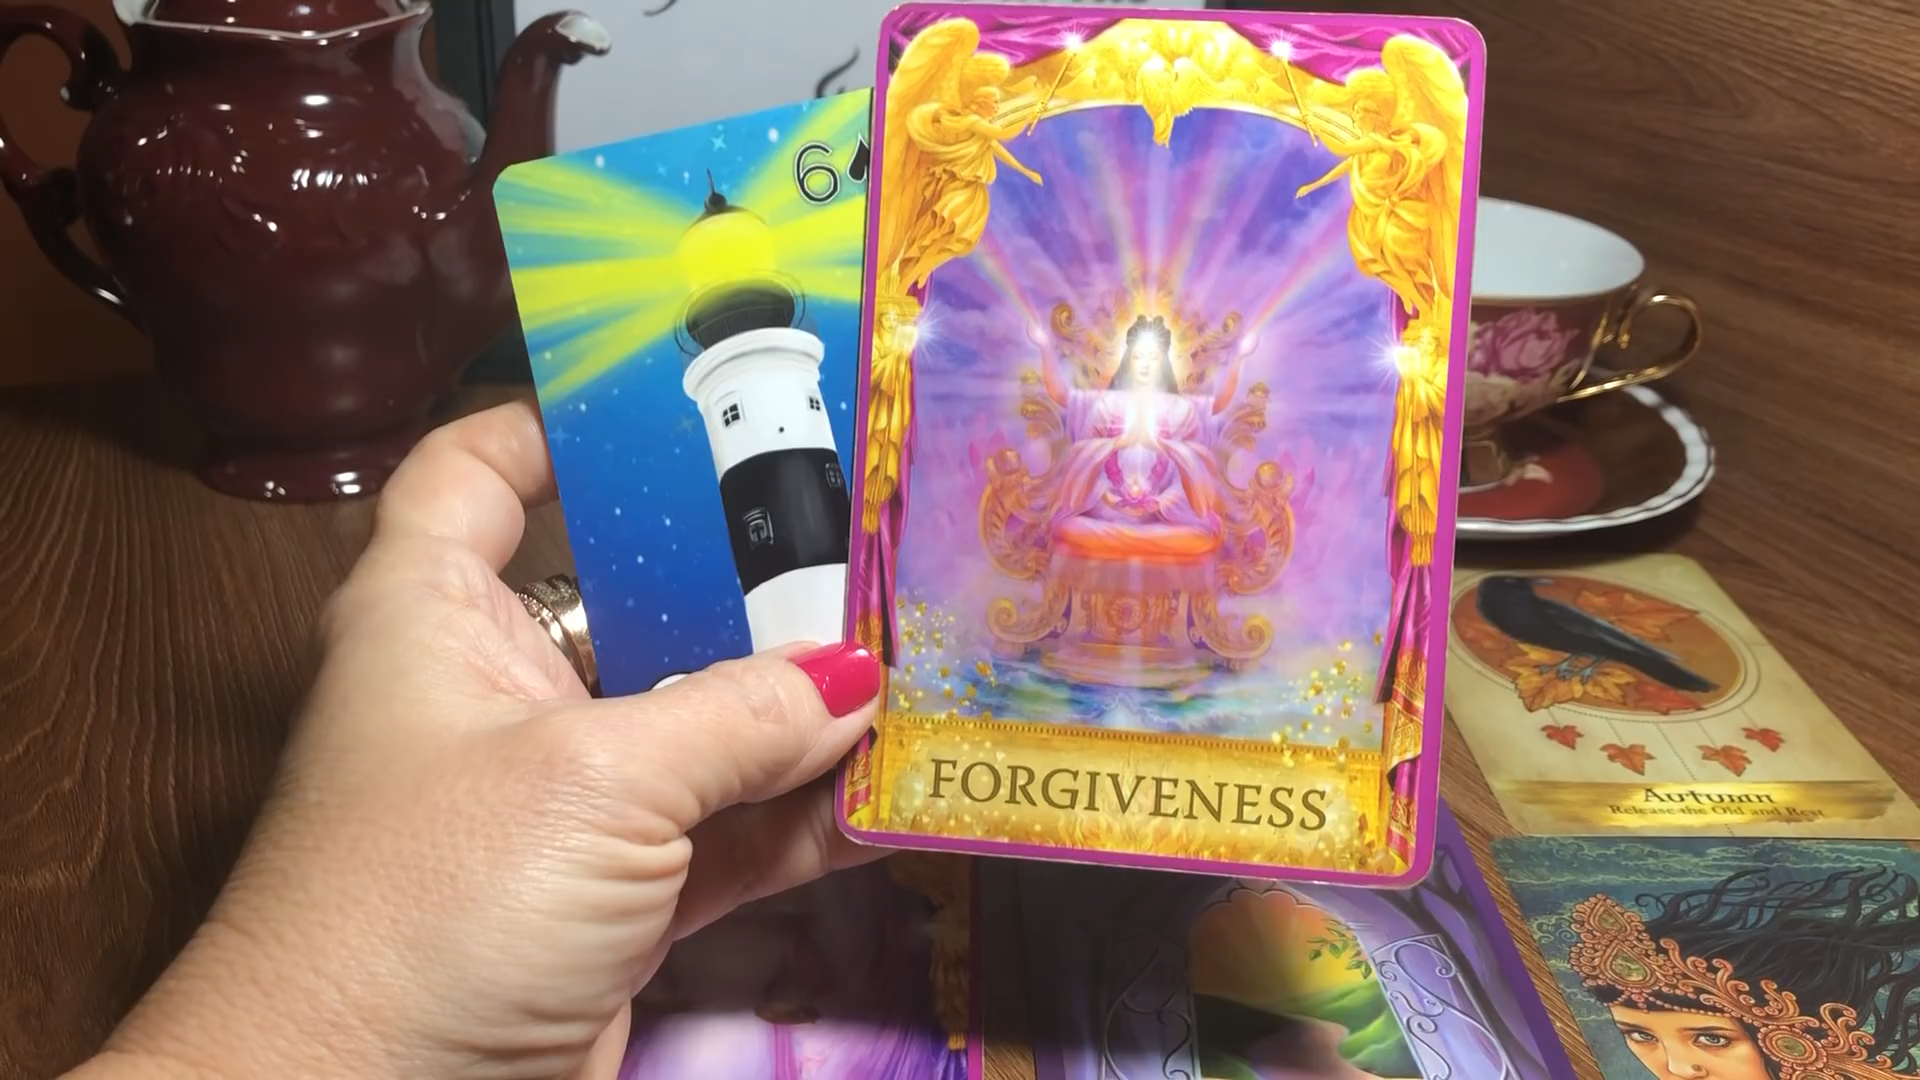 6♠
FORGIVENESS
Autumn
Release the Old and Rest